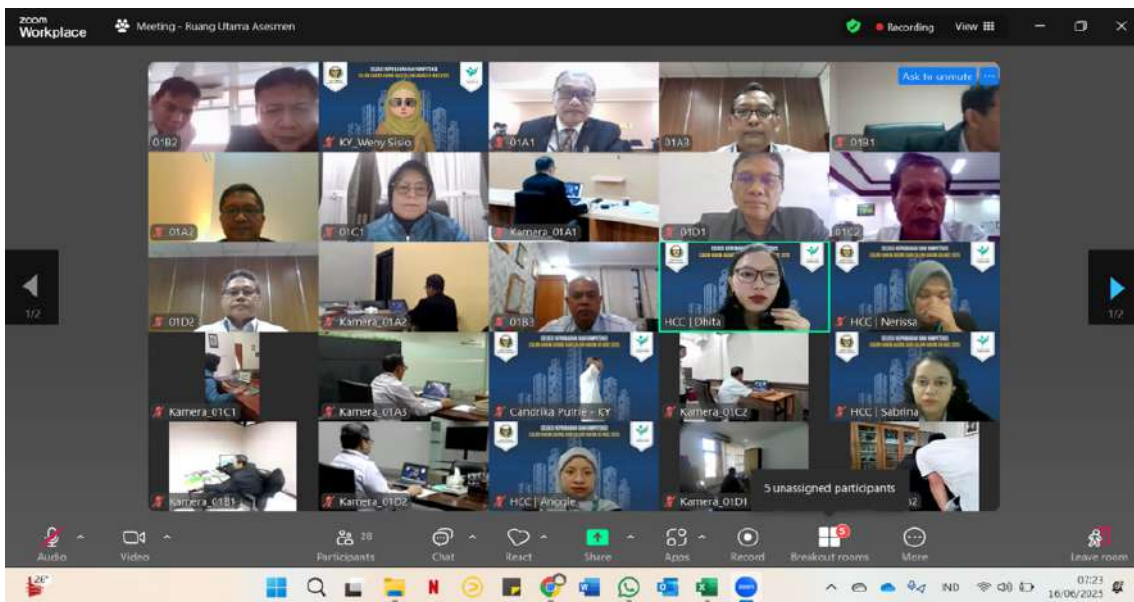 zoom
Workplace
Meeting - Ruang Utama Asesmen
Recording
View
Ask to unmute
01B2
KY_Weny Sisio
01A1
01A3
01B1
01A2
01C1
Kamera_01A1
01D1
01C2
01D2
Kamera_01A2
01B3
HCC | Dhita
HCC | Nerissa
Kamera_01C1
Kamera_01A3
Candrika Putrie - KY
Kamera_01C2
HCC | Sabrina
Kamera_01B1
Kamera_01D2
HCC | Anggie
Kamera_01D1
5 unassigned participants
1/2
1/2
Audio
Video
28
Participants
Chat
React
Share
Apps
Record
5
Breakout rooms
More
Leave room
26°
IND
07:23
16/06/2025